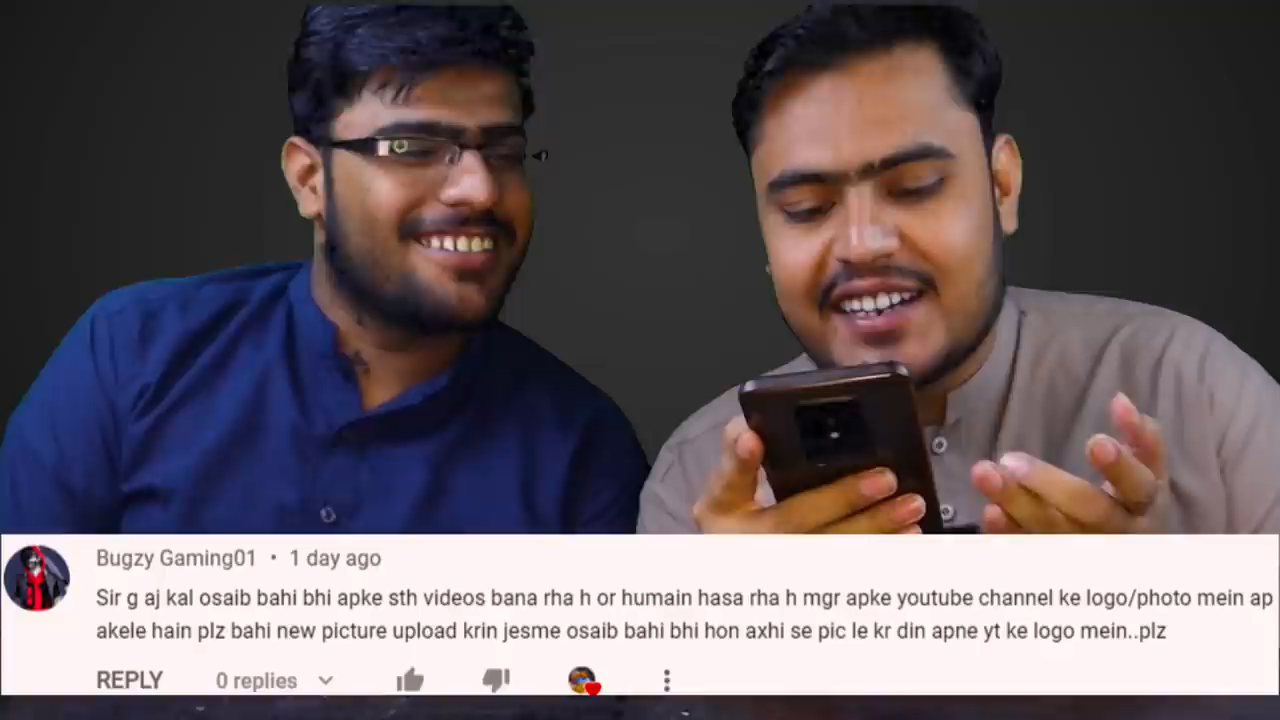 Bugzy Gaming01 • 1 day ago
Sir g aj kal osaib bahi bhi apke sth videos bana rha h or humain hasa rha h mgr apke youtube channel ke logo/photo mein ap
akele hain plz bahi new picture upload krin jesme osaib bahi bhi hon axhi se pic le kr din apne yt ke logo mein..plz
REPLY 0 replies